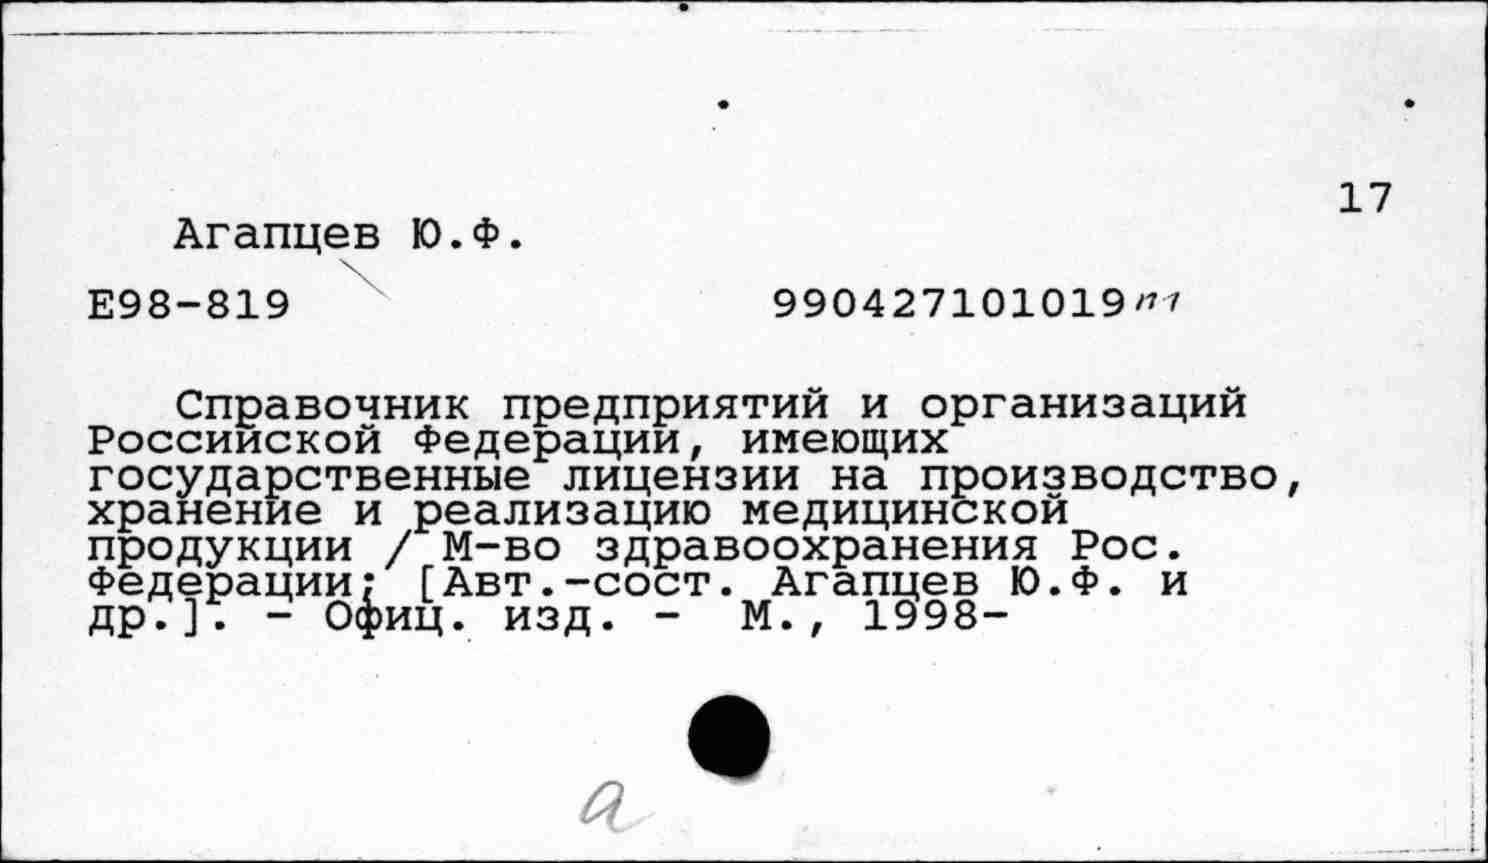 17
Агапцев Ю.Ф.
Е98-819 990427101019
Справочник предприятий и организаций
Российской Федерации, имеющих
государственные лицензии на производство,
хранение и реализацию медицинской
продукции / М-во здравоохранения Рос.
Федерации; [Авт.-сост. Агапцев Ю.Ф. и
др.]. - Офиц. изд. - М., 1998-
а